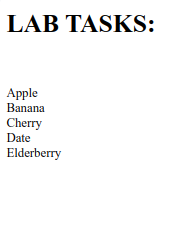 LAB TASKS:
Apple
Banana
Cherry
Date
Elderberry